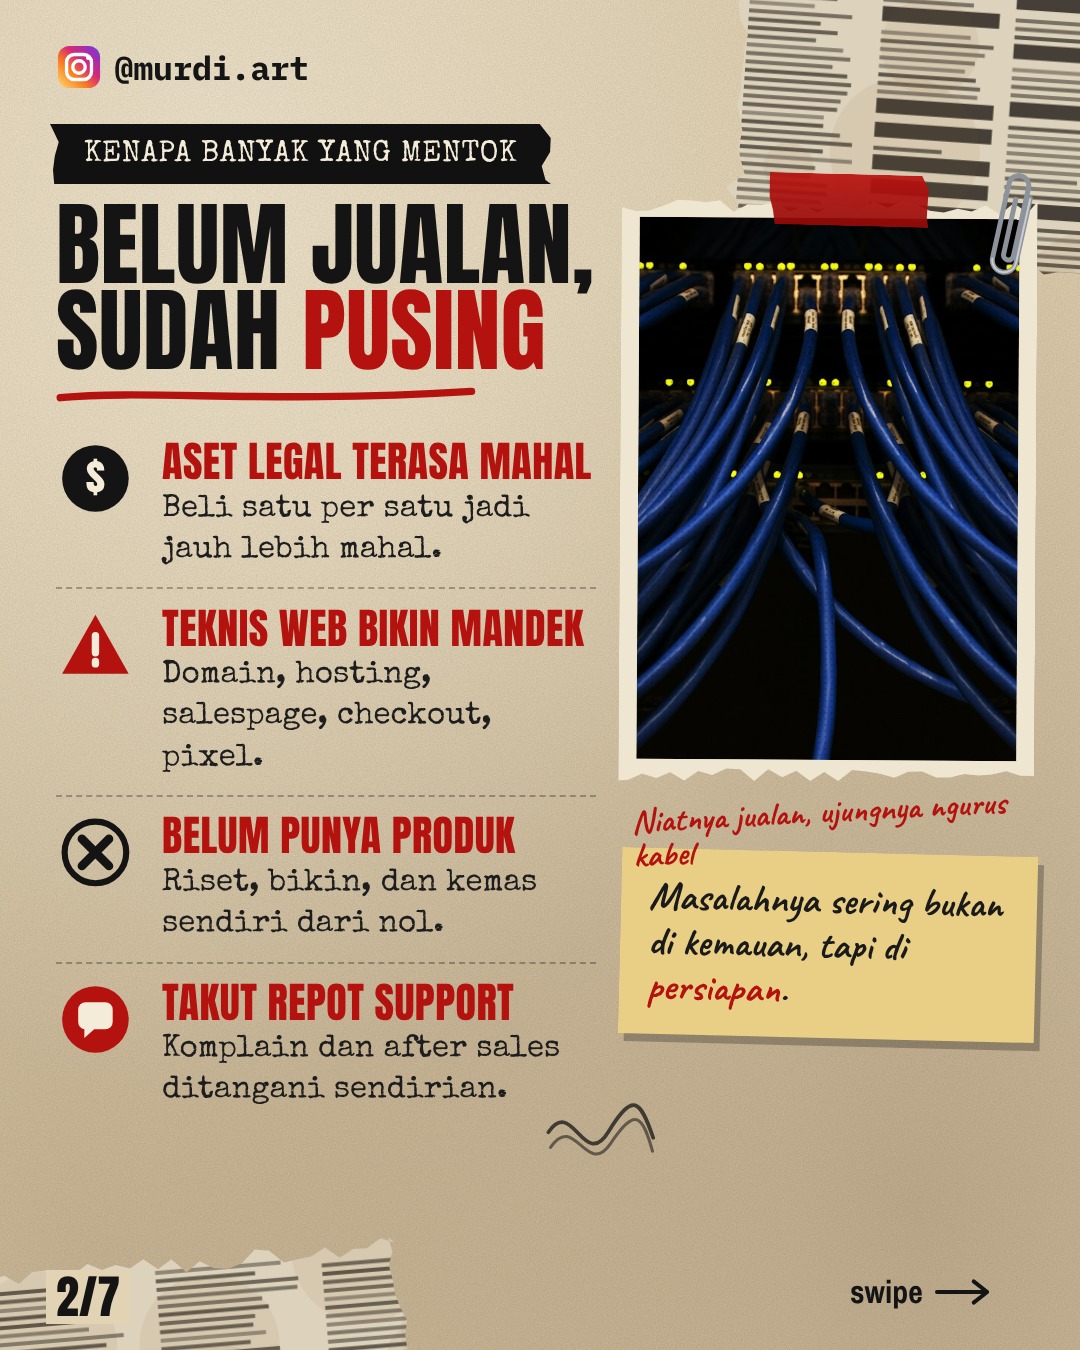 @murdi.art
KENAPA BANYAK YANG MENTOK
BELUM JUALAN,
SUDAH PUSING
$
ASET LEGAL TERASA MAHAL
Beli satu per satu jadi
jauh lebih mahal.
TEKNIS WEB BIKIN MANDEK
Domain, hosting,
salespage, checkout,
pixel.
BELUM PUNYA PRODUK
Riset, bikin, dan kemas
sendiri dari nol.
TAKUT REPOT SUPPORT
Komplain dan after sales
ditangani sendirian.
Niatnya jualan, ujungnya ngurus
kabel
Masalahnya sering bukan
di kemauan, tapi di
persiapan.
2/7
swipe →